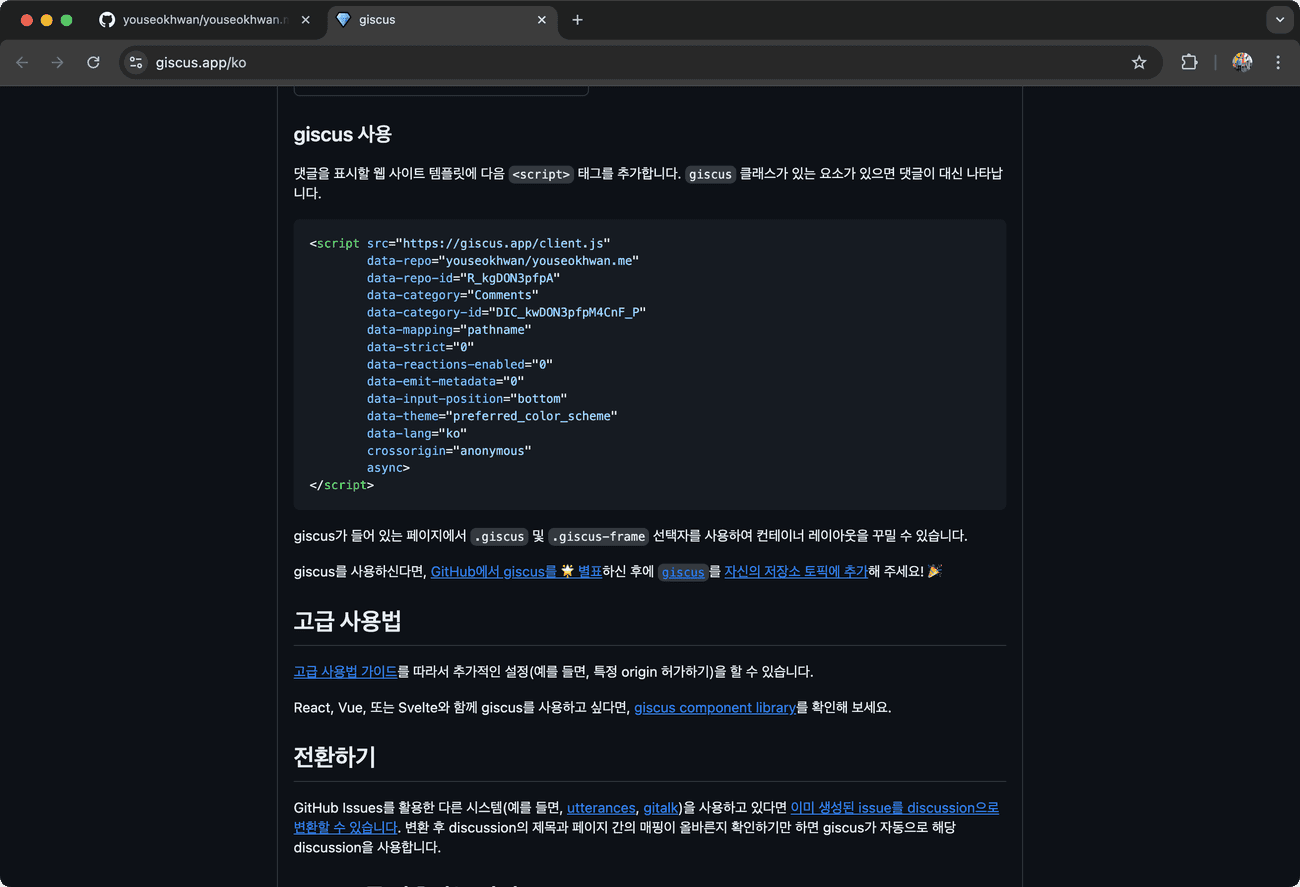 youseokhwan/youseokhwan.m
giscus
giscus.app/ko
giscus 사용
댓글을 표시할 웹 사이트 템플릿에 다음 <script> 태그를 추가합니다. giscus 클래스가 있는 요소가 있으면 댓글이 대신 나타납
니다.
<script src="https://giscus.app/client.js"
data-repo="youseokhwan/youseokhwan.me"
data-repo-id="R_kgDON3pfpA"
data-category="Comments"
data-category-id="DIC_kwDON3pfpM4CnF_P"
data-mapping="pathname"
data-strict="0"
data-reactions-enabled="0"
data-emit-metadata="0"
data-input-position="bottom"
data-theme="preferred_color_scheme"
data-lang="ko"
crossorigin="anonymous"
async>
</script>
giscus가 들어 있는 페이지에서 .giscus 및 .giscus-frame 선택자를 사용하여 컨테이너 레이아웃을 꾸밀 수 있습니다.
giscus를 사용하신다면, GitHub에서 giscus를 🌟 별표하신 후에 giscus를 자신의 저장소 토픽에 추가해 주세요! 🎉
고급 사용법
고급 사용법 가이드를 따라서 추가적인 설정(예를 들면, 특정 origin 허가하기)을 할 수 있습니다.
React, Vue, 또는 Svelte와 함께 giscus를 사용하고 싶다면, giscus component library를 확인해 보세요.
전환하기
GitHub Issues를 활용한 다른 시스템(예를 들면, utterances, gitalk)을 사용하고 있다면 이미 생성된 issue를 discussion으로
변환할 수 있습니다. 변환 후 discussion의 제목과 페이지 간의 매핑이 올바른지 확인하기만 하면 giscus가 자동으로 해당
discussion을 사용합니다.